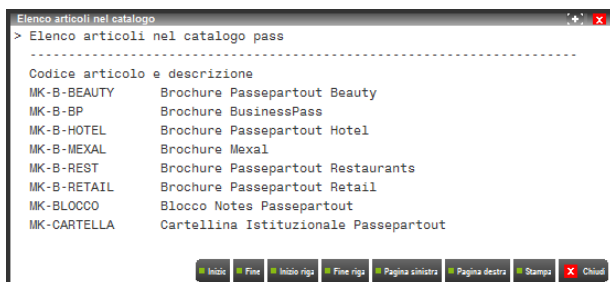 Elenco articoli nel catalogo
> Elenco articoli nel catalogo pass
--------------------------------------------------------------------------
Codice articolo e descrizione
MK-B-BEAUTY Brochure Passepartout Beauty
MK-B-BP Brochure BusinessPass
MK-B-HOTEL Brochure Passepartout Hotel
MK-B-MEXAL Brochure Mexal
MK-B-REST Brochure Passepartout Restaurants
MK-B-RETAIL Brochure Passepartout Retail
MK-BLOCCO Blocco Notes Passepartout
MK-CARTELLA Cartellina Istituzionale Passepartout
Inizio Fine Inizio riga Fine riga Pagina sinistra Pagina destra Stampa X Chiudi